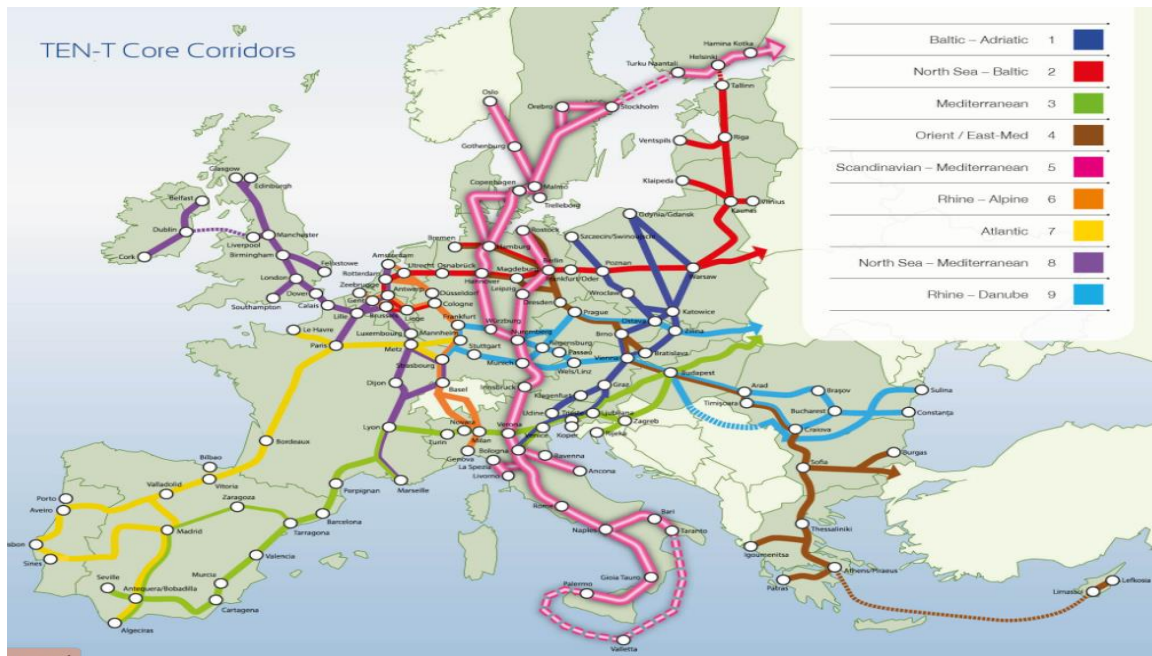 TEN-T Core Corridors
Baltic – Adriatic 1
North Sea – Baltic 2
Mediterranean 3
Orient / East-Med 4
Scandinavian – Mediterranean 5
Rhine – Alpine 6
Atlantic 7
North Sea – Mediterranean 8
Rhine – Danube 9
Hamina Kotka
Helsinki
Turku Naantali
Tallinn
Oslo
Örebro
Stockholm
Ventspils
Riga
Gothenburg
Glasgow
Edinburgh
Klaipeda
Copenhagen
Malmö
Trelleborg
Vilnius
Kaunas
Belfast
Gdynia/Gdansk
Dublin
Manchester
Liverpool
Rostock
Szczecin/Swinoujscie
Bremen
Hamburg
Cork
Birmingham
Felixstowe
Amsterdam
Utrecht
Osnabrück
Berlin
Poznan
Warsaw
Rotterdam
Magdeburg
Frankfurt/Oder
London
Zeebrugge
Hannover
Dover
Antwerp
Düsseldorf
Leipzig
Wrocław
Southampton
Calais
Gent
Cologne
Dresden
Katowice
Lille
Brussels
Liège
Frankfurt
Prague
Ostava
Le Havre
Luxembourg
Mannheim
Würzburg
Nuremberg
Brno
Žilina
Paris
Metz
Stuttgart
Regensburg
Passau
Strasbourg
Munich
Wels/Linz
Vienna
Bratislava
Dijon
Basel
Innsbruck
Budapest
Graz
Klagenfurt
Arad
Braşov
Sulina
Udine
Trieste
Ljubljana
Timişoara
Bucharest
Constanţa
Lyon
Novara
Verona
Venice
Koper
Zagreb
Rijeka
Craiova
Turin
Milan
Bordeaux
Genova
Bologna
Ravenna
Bilbao
La Spezia
Ancona
Sofia
Burgas
Livorno
Porto
Valladolid
Vitoria
Perpignan
Marseille
Zaragoza
Aveiro
Barcelona
Rome
Bari
Madrid
Tarragona
Naples
Taranto
Thessaloniki
Valencia
Igoumenitsa
Sines
Gioia Tauro
Athens/Piraeus
Seville
Murcia
Palermo
Patras
Lefkosia
Antequera/Bobadilla
Limassol
Cartagena
Algeciras
Valletta